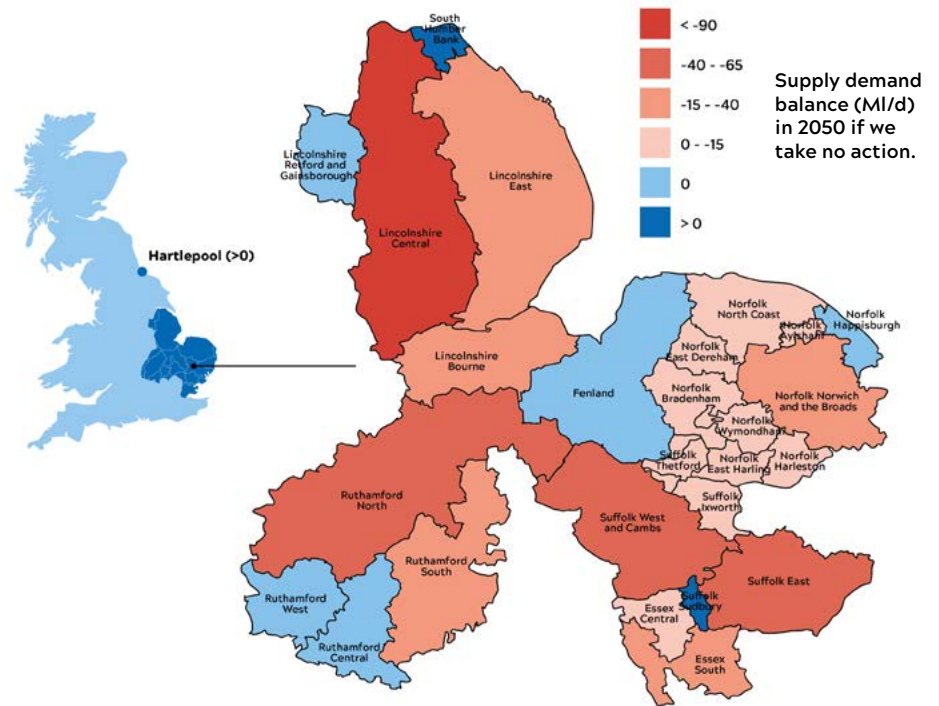 South
Humber Bank
< -90
-40 - -65
-15 - -40
0 - -15
0
> 0
Supply demand
balance (Ml/d)
in 2050 if we
take no action.
Lincolnshire
Retford and
Gainsborough
Lincolnshire
East
Lincolnshire
Central
Hartlepool (>0)
Norfolk
North Coast
Norfolk
Happisburgh
Norfolk
Aylsham
Norfolk
East Dereham
Lincolnshire
Bourne
Fenland
Norfolk
Bradenham
Norfolk Norwich
and the Broads
Norfolk
Wymondham
Suffolk
Thetford
Norfolk
East Harling
Norfolk
Harleston
Ruthamford
North
Suffolk
Ixworth
Suffolk West
and Cambs
Ruthamford
South
Suffolk East
Ruthamford
West
Suffolk
Sudbury
Essex
Central
Ruthamford
Central
Essex
South